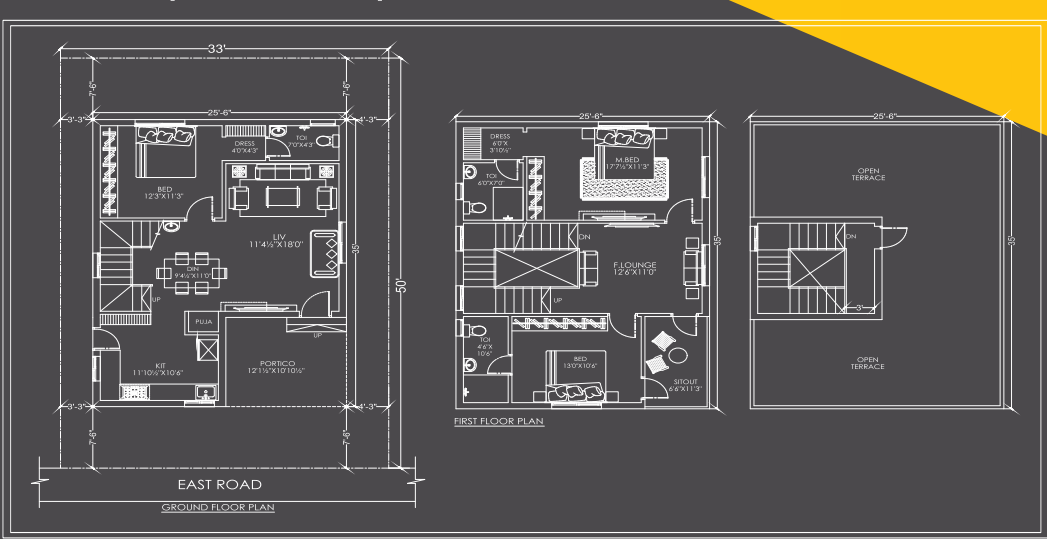 33'
7'-6"
7'-6"
3'-3"
25'-6"
4'-3"
DRESS
4'0"X4'3"
TOI
7'0"X4'3"
BED
12'3"X11'3"
LIV
11'4½"X18'0"
DIN
9'4½"X11'0"
UP
PUJA
UP
KIT
11'10½"X10'6"
PORTICO
12'1½"X10'10½"
35'
50'
3'-3"
4'-3"
7'-6"
7'-6"
EAST ROAD
GROUND FLOOR PLAN
25'-6"
DRESS
6'0"X
3'10½"
M.BED
17'7½"X11'3"
TOI
6'0"X7'0"
DN
F.LOUNGE
12'6"X11'0"
UP
35'
TOI
4'6"X
10'6"
BED
13'0"X10'6"
SITOUT
6'6"X11'3"
FIRST FLOOR PLAN
25'-6"
OPEN
TERRACE
DN
35'
3'
OPEN
TERRACE